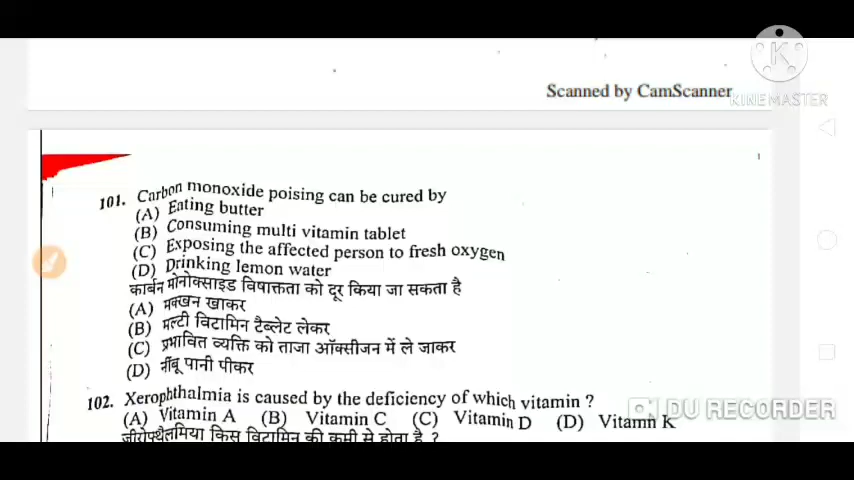 K
KINEMASTER
Scanned by CamScanner
101. Carbon monoxide poising can be cured by
(A) Eating butter
(B) Consuming multi vitamin tablet
(C) Exposing the affected person to fresh oxygen
(D) Drinking lemon water
कार्बन मोनोक्साइड विषाक्तता को दूर किया जा सकता है
(A) मक्खन खाकर
(B) मल्टी विटामिन टैब्लेट लेकर
(C) प्रभावित व्यक्ति को ताजा ऑक्सीजन में ले जाकर
(D) नींबू पानी पीकर
102. Xerophthalmia is caused by the deficiency of which vitamin ?
(A) Vitamin A (B) Vitamin C (C) Vitamin D (D) Vitamn K
जीरोफ्थैलमिया किस विटामिन की कमी से होता है ?
DU RECORDER